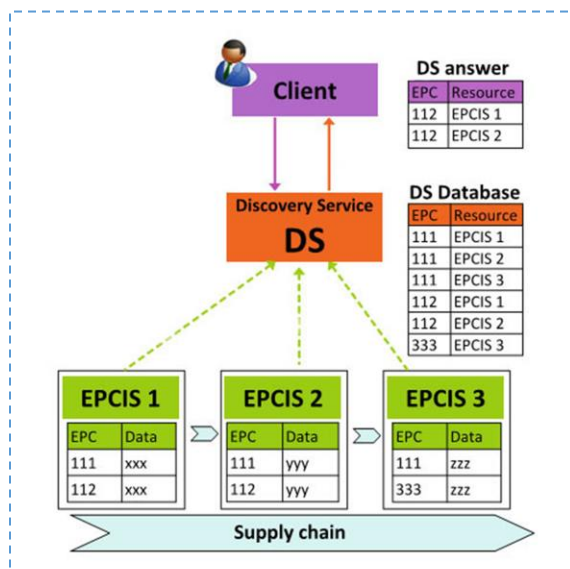 Client
DS answer
EPC Resource
112 EPCIS 1
112 EPCIS 2
Discovery Service
DS
DS Database
EPC Resource
111 EPCIS 1
111 EPCIS 2
111 EPCIS 3
112 EPCIS 1
112 EPCIS 2
333 EPCIS 3
EPCIS 1
EPC Data
111 xxx
112 xxx
EPCIS 2
EPC Data
111 yyy
112 yyy
EPCIS 3
EPC Data
111 zzz
333 zzz
Supply chain